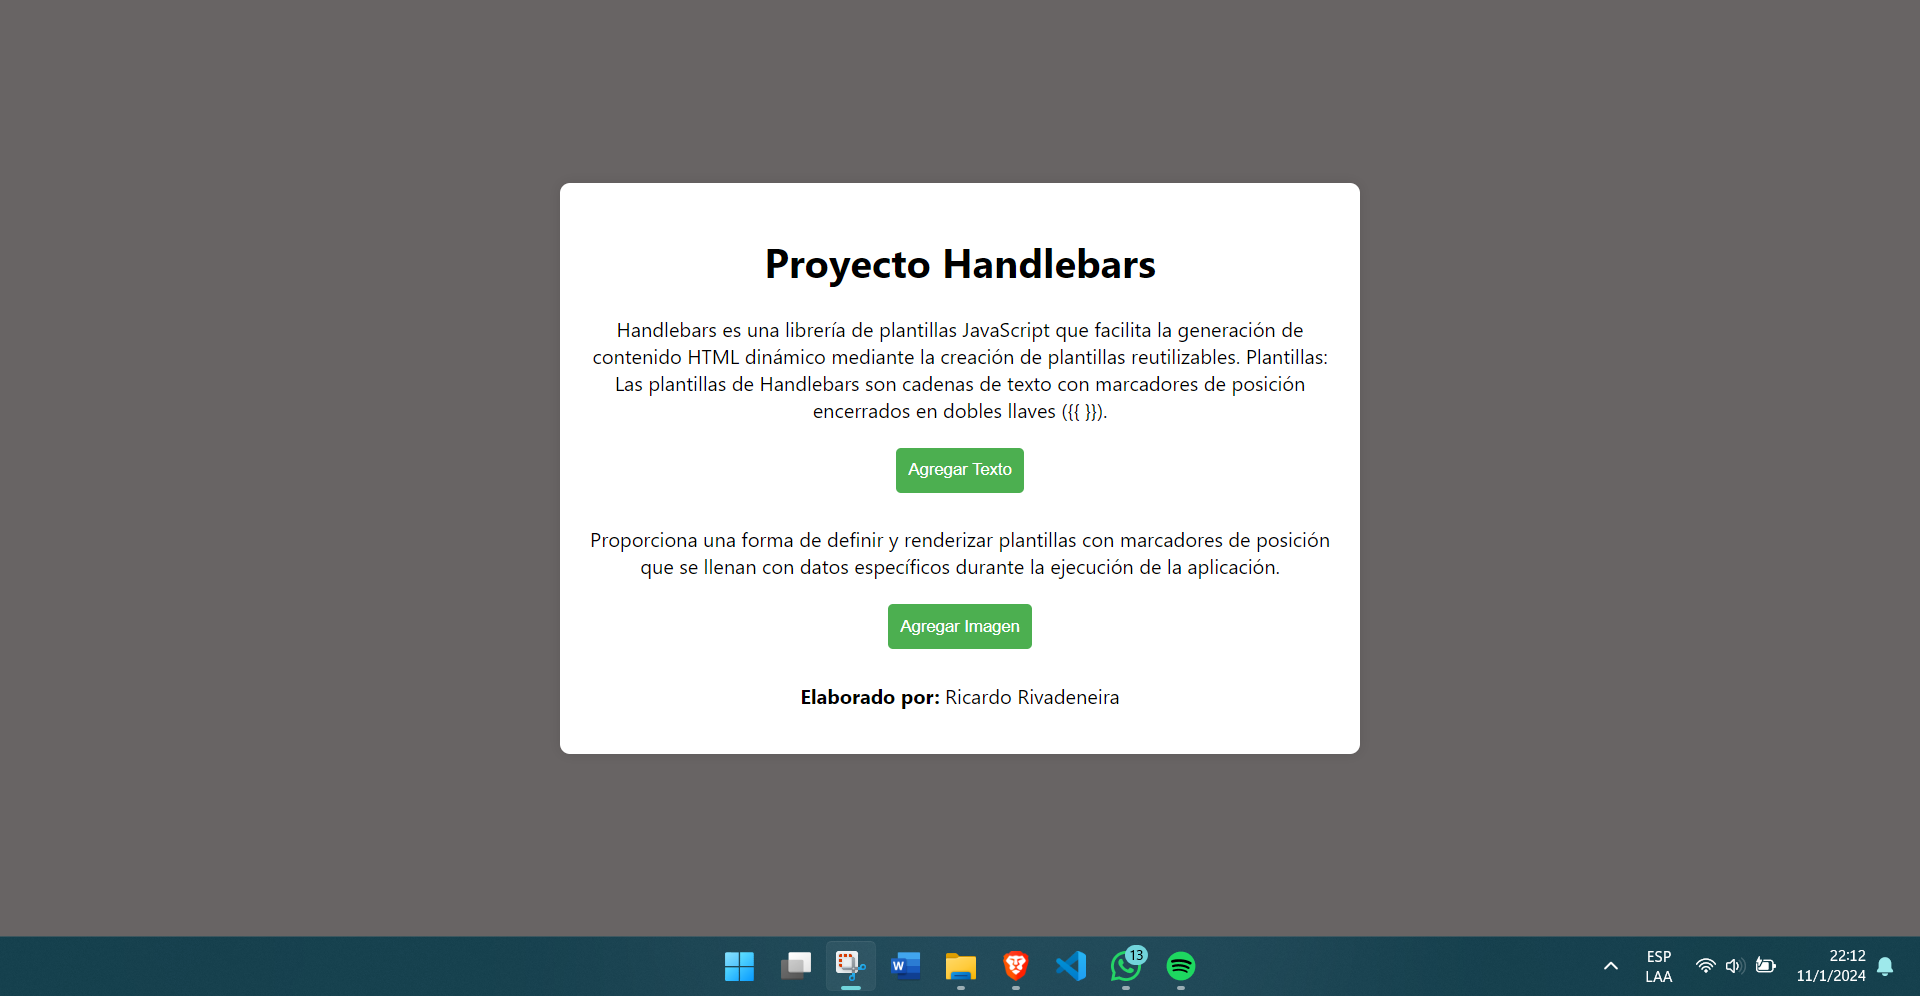 Proyecto Handlebars
Handlebars es una librería de plantillas JavaScript que facilita la generación de
contenido HTML dinámico mediante la creación de plantillas reutilizables. Plantillas:
Las plantillas de Handlebars son cadenas de texto con marcadores de posición
encerrados en dobles llaves ({{ }}).
Agregar Texto
Proporciona una forma de definir y renderizar plantillas con marcadores de posición
que se llenan con datos específicos durante la ejecución de la aplicación.
Agregar Imagen
Elaborado por: Ricardo Rivadeneira
W
13
ESP
LAA
22:12
11/1/2024